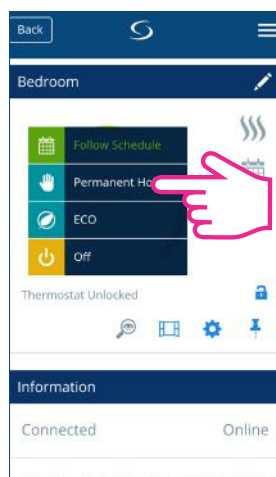 Back
Bedroom
Follow Schedule
Permanent Ho
ECO
Off
Thermostat Unlocked
Information
Connected Online